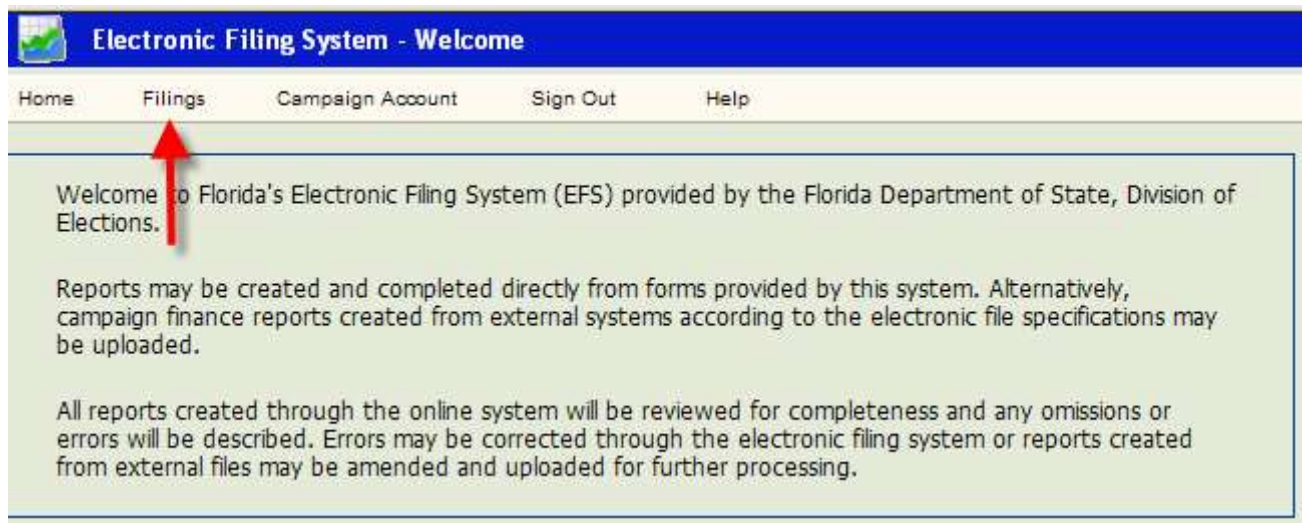 Electronic Filing System - Welcome
Home Filings Campaign Account Sign Out Help
Welcome to Florida's Electronic Filing System (EFS) provided by the Florida Department of State, Division of
Elections.
Reports may be created and completed directly from forms provided by this system. Alternatively,
campaign finance reports created from external systems according to the electronic file specifications may
be uploaded.
All reports created through the online system will be reviewed for completeness and any omissions or
errors will be described. Errors may be corrected through the electronic filing system or reports created
from external files may be amended and uploaded for further processing.